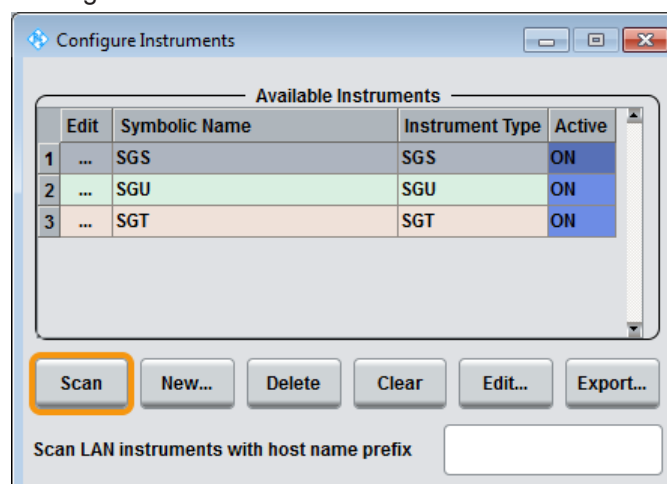 Configure Instruments
Available Instruments
Edit Symbolic Name Instrument Type Active
1 ... SGS SGS ON
2 ... SGU SGU ON
3 ... SGT SGT ON
Scan New... Delete Clear Edit... Export...
Scan LAN instruments with host name prefix